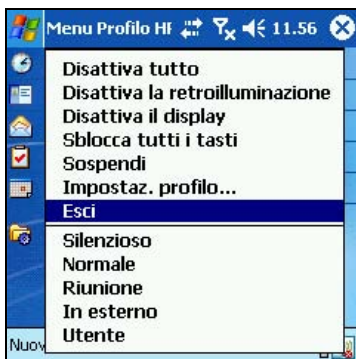 Menu Profilo HF 11.56
Disattiva tutto
Disattiva la retroilluminazione
Disattiva il display
Sblocca tutti i tasti
Sospendi
Impostaz. profilo...
Esci
Silenzioso
Normale
Riunione
In esterno
Utente
Nuov